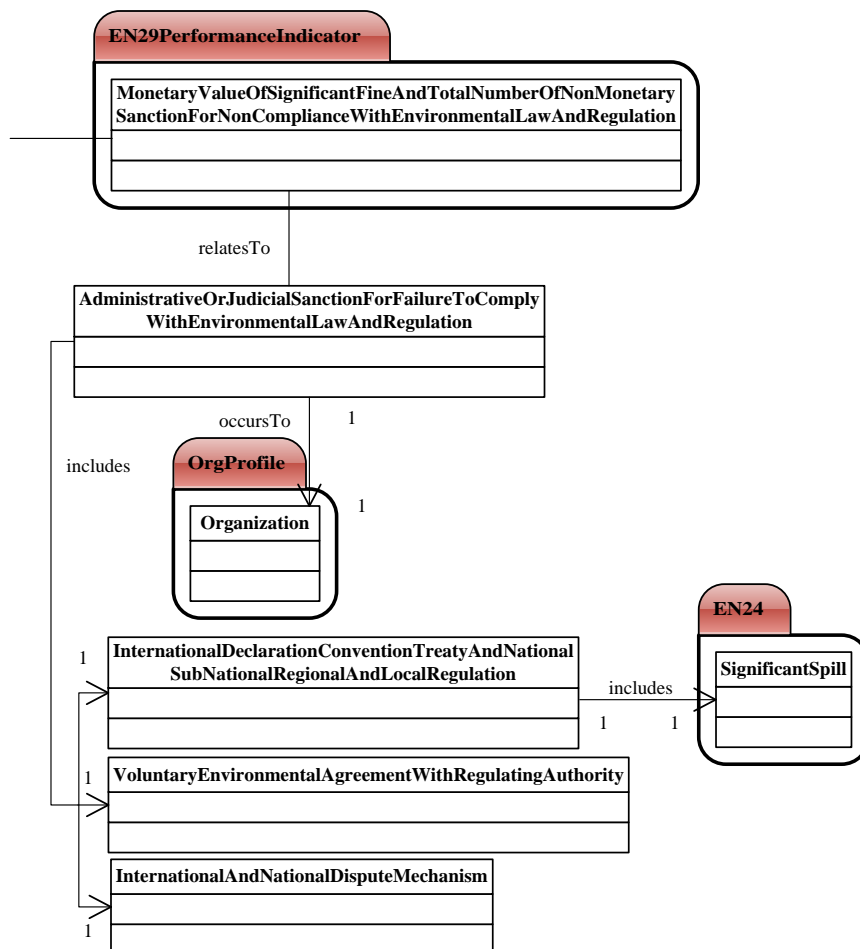 EN29PerformanceIndicator
MonetaryValueOfSignificantFineAndTotalNumberOfNonMonetary
SanctionForNonComplianceWithEnvironmentalLawAndRegulation
relatesTo
AdministrativeOrJudicialSanctionForFailureToComply
WithEnvironmentalLawAndRegulation
occursTo
1
includes
OrgProfile
1
Organization
EN24
InternationalDeclarationConventionTreatyAndNational
SubNationalRegionalAndLocalRegulation
1
SignificantSpill
includes
1
1
VoluntaryEnvironmentalAgreementWithRegulatingAuthority
1
InternationalAndNationalDisputeMechanism
1